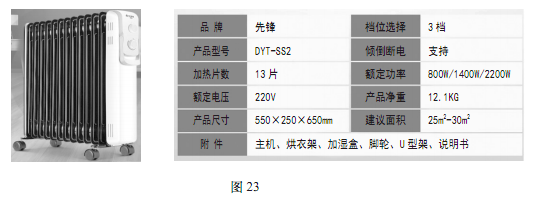 品 牌 先锋 档位选择 3 档
产品型号 DYT-SS2 倾倒断电 支持
加热片数 13 片 额定功率 800W/1400W/2200W
额定电压 220V 产品净重 12.1KG
产品尺寸 550×250×650mm 建议面积 25m²-30m²
附 件 主机、烘衣架、加湿盒、脚轮、U 型架、说明书
图 23